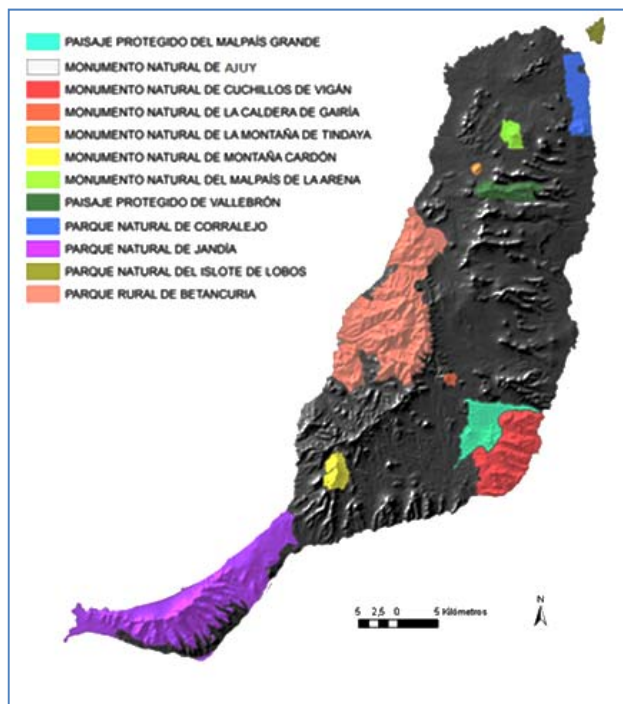 PAISAJE PROTEGIDO DEL MALPAÍS GRANDE
MONUMENTO NATURAL DE AJUY
MONUMENTO NATURAL DE CUCHILLOS DE VIGÁN
MONUMENTO NATURAL DE LA CALDERA DE GAIRÍA
MONUMENTO NATURAL DE LA MONTAÑA DE TINDAYA
MONUMENTO NATURAL DE MONTAÑA CARDÓN
MONUMENTO NATURAL DEL MALPAÍS DE LA ARENA
PAISAJE PROTEGIDO DE VALLEBRÓN
PARQUE NATURAL DE CORRALEJO
PARQUE NATURAL DE JANDÍA
PARQUE NATURAL DEL ISLOTE DE LOBOS
PARQUE RURAL DE BETANCURIA
N
5 2,5 0 5 Kilómetros